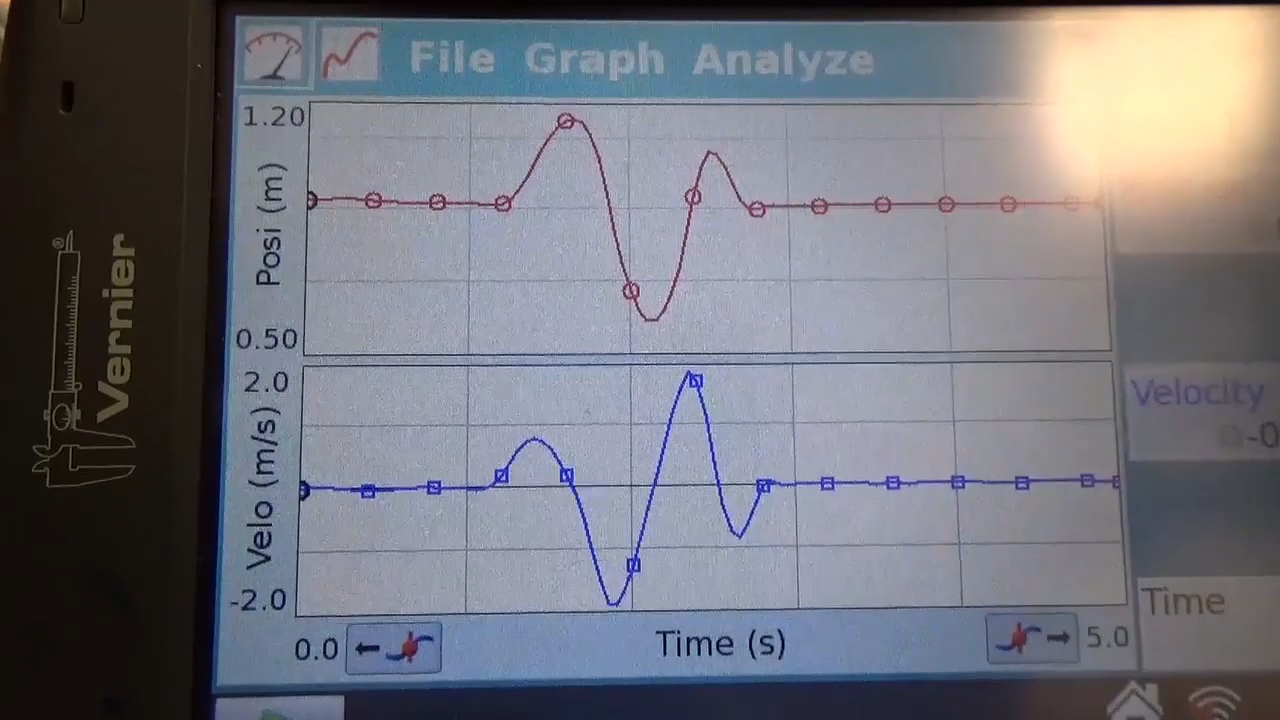 File Graph Analyze
1.20
Posi (m)
0.50
2.0
Velo (m/s)
-2.0
0.0
Time (s)
5.0
Velocity
-0
Time
Vernier®